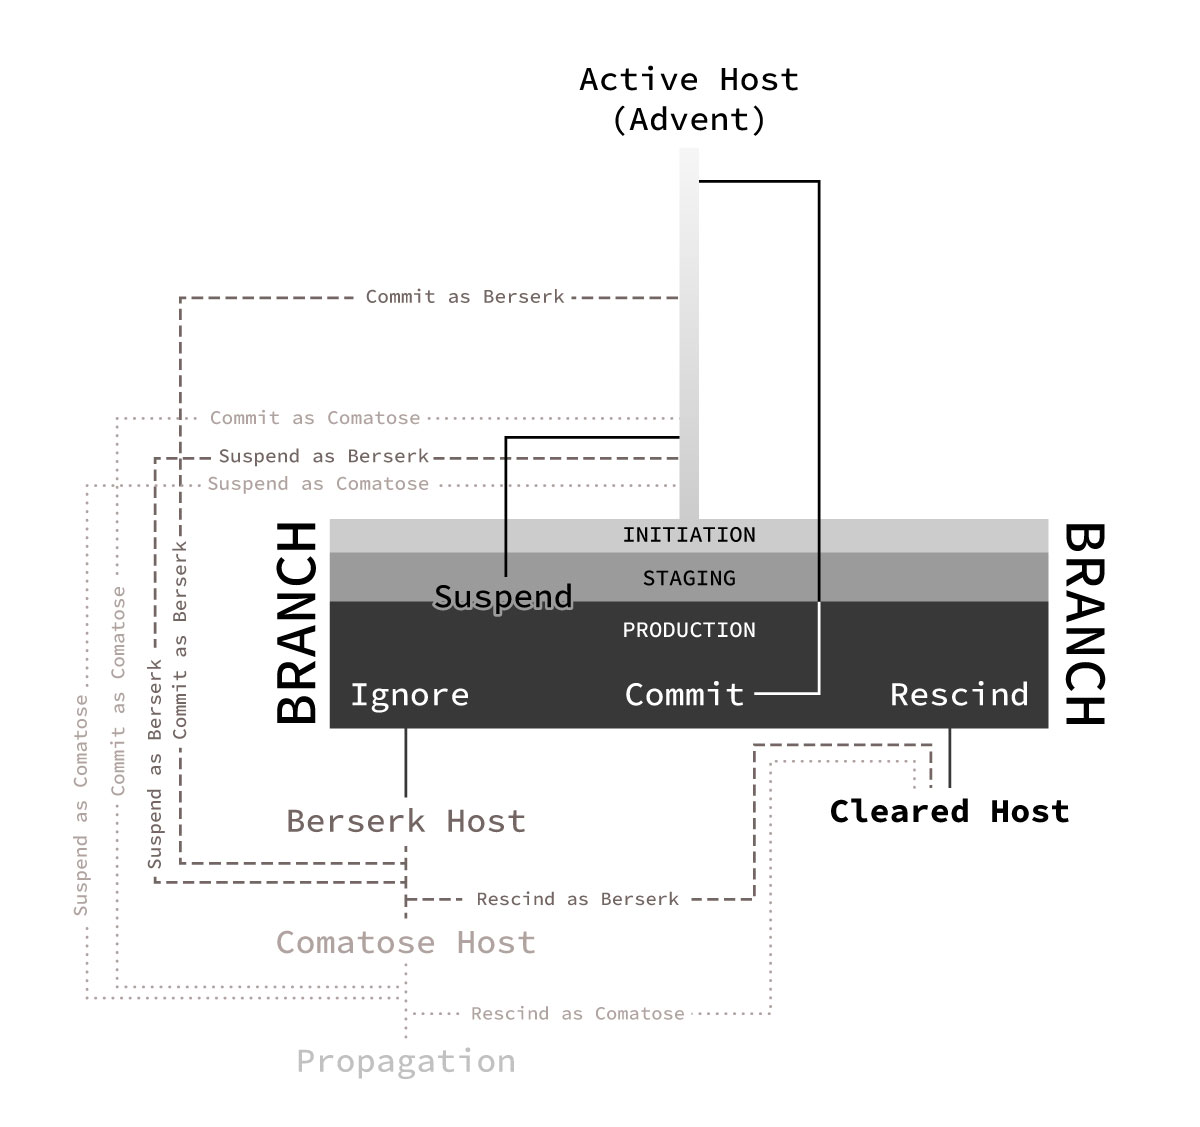 Active Host
(Advent)
Commit as Berserk
Commit as Comatose
Suspend as Berserk
Suspend as Comatose
BRANCH
INITIATION
STAGING
Suspend
PRODUCTION
Ignore
Commit
Rescind
BRANCH
Commit as Berserk
Commit as Comatose
Suspend as Berserk
Suspend as Comatose
Berserk Host
Cleared Host
Rescind as Berserk
Comatose Host
Rescind as Comatose
Propagation